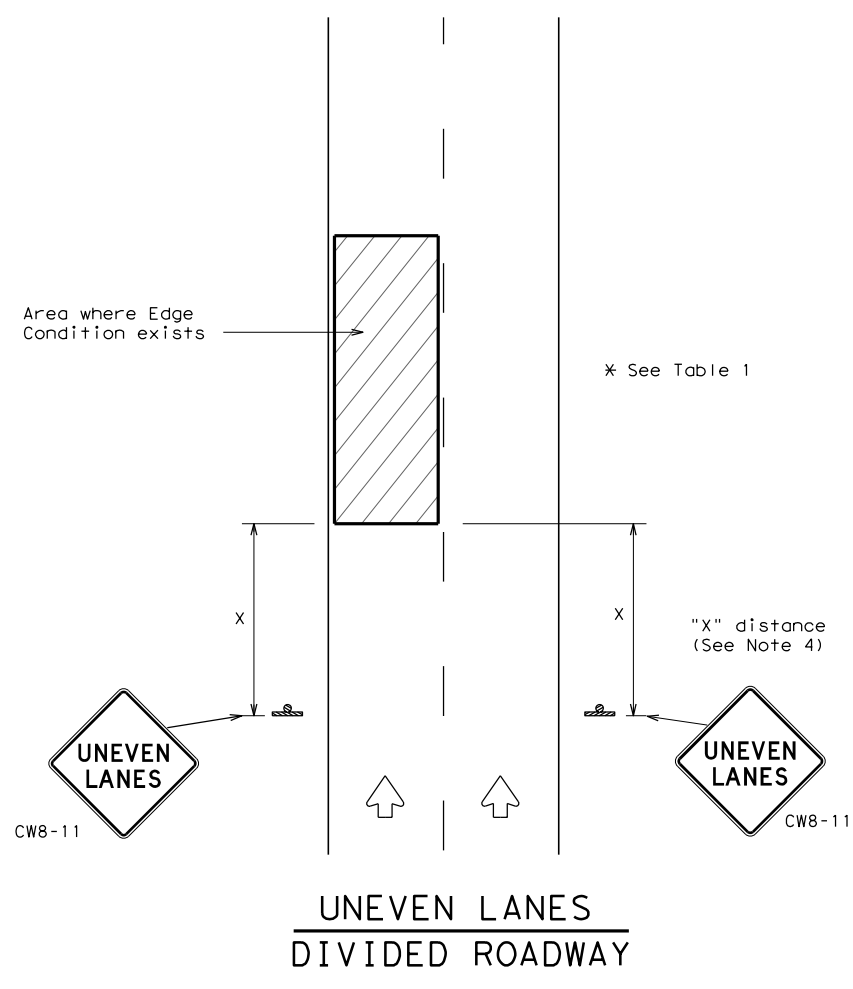 Area where Edge
Condition exists
* See Table 1
X
X
"X" distance
(See Note 4)
UNEVEN
LANES
CW8-11
UNEVEN
LANES
CW8-11
UNEVEN LANES
DIVIDED ROADWAY